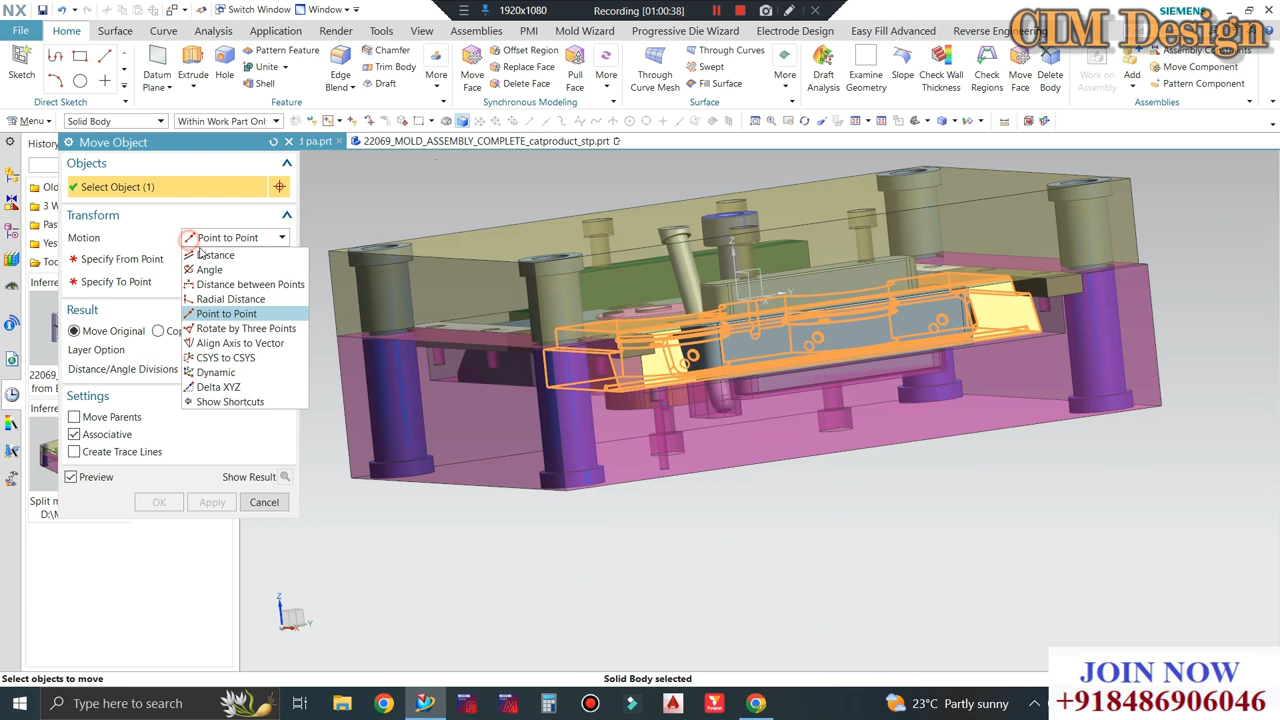 NX
Switch Window
Window
1920x1080
Recording [01:00:38]
SIEMENS
CIM Design
File
Home
Surface
Curve
Analysis
Application
Render
Tools
View
Assemblies
PMI
Mold Wizard
Progressive Die Wizard
Electrode Design
Easy Fill Advanced
Reverse Engineering
Sketch
Direct Sketch
Datum Plane
Extrude
Hole
Pattern Feature
Unite
Shell
Edge Blend
Chamfer
Trim Body
Draft
More
Feature
Move Face
Offset Region
Replace Face
Delete Face
Pull Face
More
Synchronous Modeling
Through Curve Mesh
Through Curves
Swept
Fill Surface
More
Surface
Draft Analysis
Examine Geometry
Slope
Check Wall Thickness
Check Regions
Move Face
Delete Body
Work on Assembly
Add
Assembly Constraints
Move Component
Pattern Component
Assemblies
Menu
Solid Body
Within Work Part Only
Move Object
pa.prt
22069_MOLD_ASSEMBLY_COMPLETE_catproduct_stp.prt
Objects
Select Object (1)
Transform
Motion
Point to Point
Specify From Point
Specify To Point
Distance
Angle
Distance between Points
Radial Distance
Point to Point
Rotate by Three Points
Align Axis to Vector
CSYS to CSYS
Dynamic
Delta XYZ
Show Shortcuts
Result
Move Original
Layer Option
Distance/Angle Divisions
Settings
Move Parents
Associative
Create Trace Lines
Preview
Show Result
OK
Apply
Cancel
Split m
Z
Y
X
Z
Y
X
Select objects to move
Solid Body selected
JOIN NOW
+918486906046
Type here to search
23°C Partly sunny